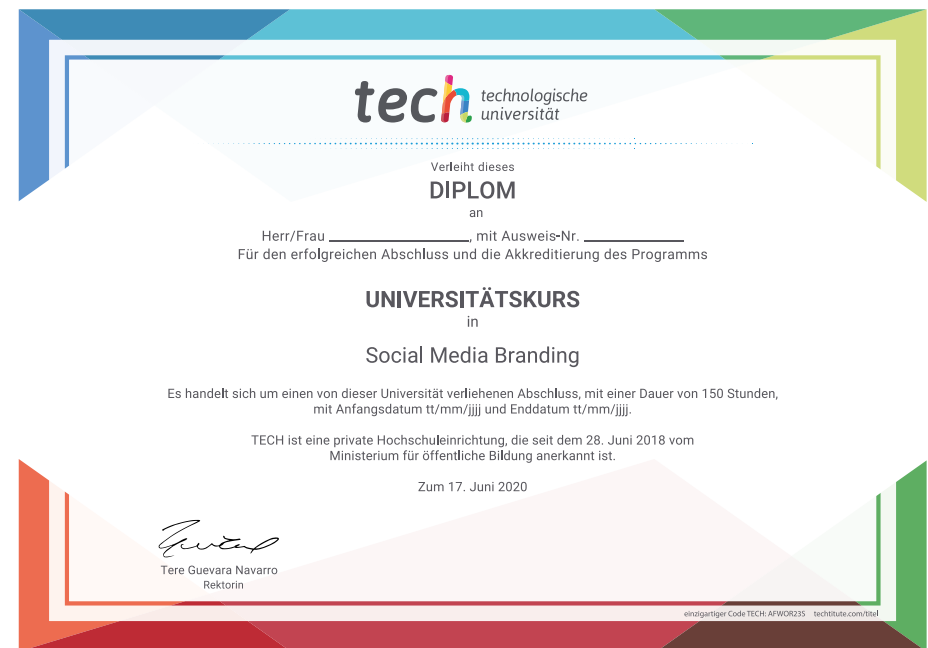 tech technologische
universität
Verleiht dieses
DIPLOM
an
Herr/Frau ____________________, mit Ausweis-Nr. ______________
Für den erfolgreichen Abschluss und die Akkreditierung des Programms
UNIVERSITÄTSKURS
in
Social Media Branding
Es handelt sich um einen von dieser Universität verliehenen Abschluss, mit einer Dauer von 150 Stunden,
mit Anfangsdatum tt/mm/jjjj und Enddatum tt/mm/jjjj.
TECH ist eine private Hochschuleinrichtung, die seit dem 28. Juni 2018 vom
Ministerium für öffentliche Bildung anerkannt ist.
Zum 17. Juni 2020
Tere Guevara Navarro
Rektorin
einzigartiger Code TECH: AFWOR23S techtitute.com/titel